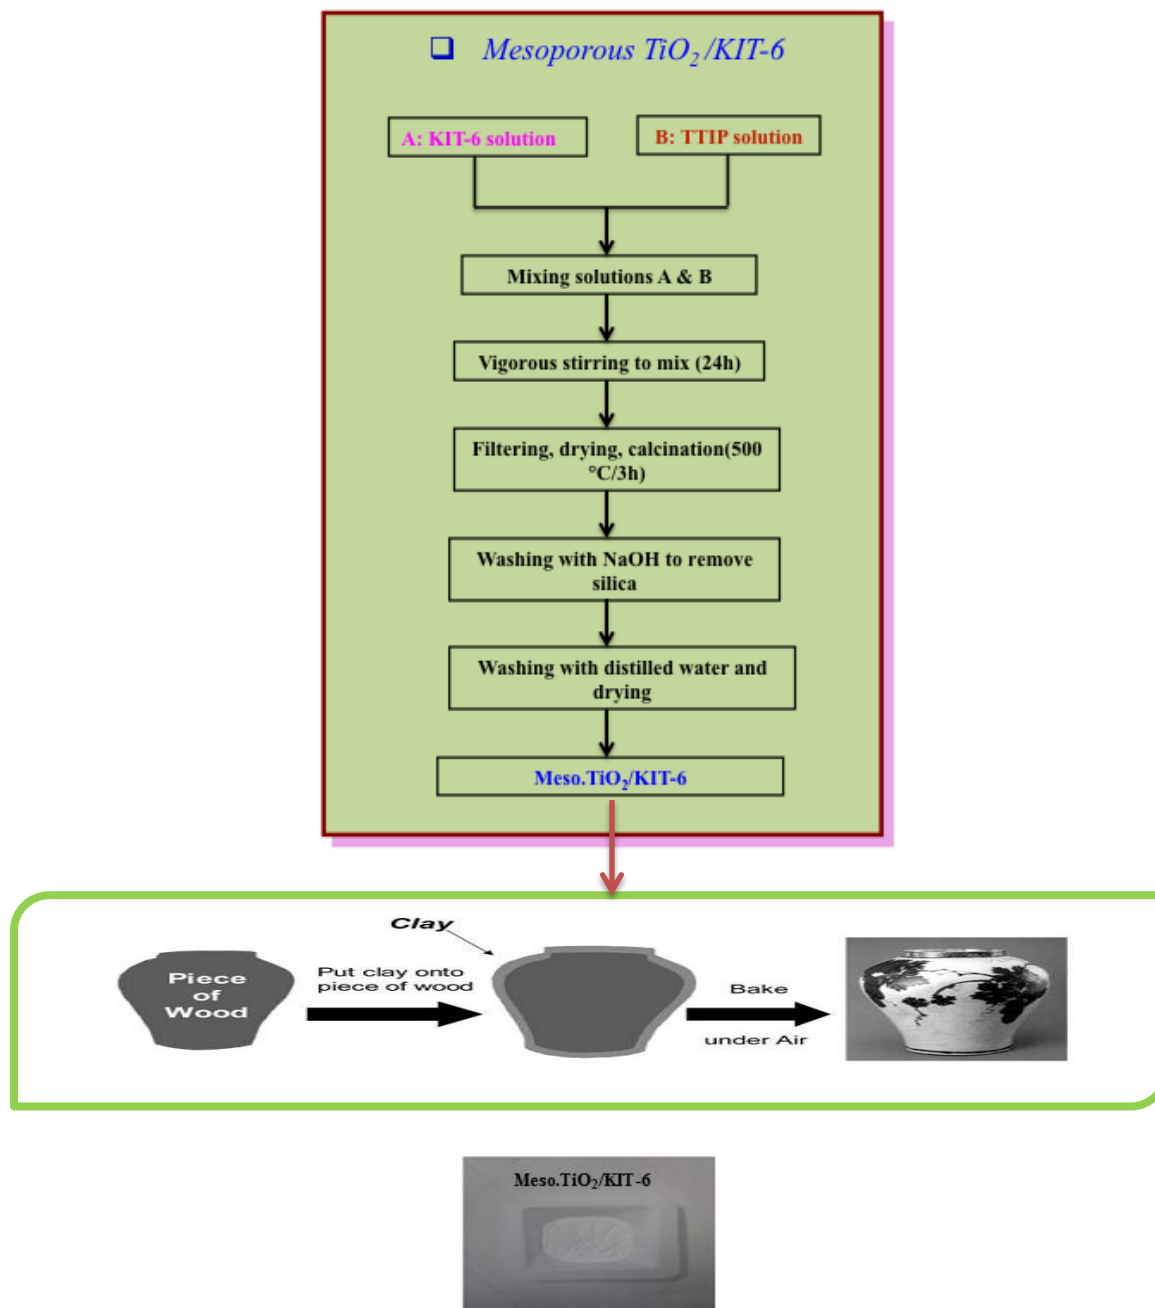 ❑ Mesoporous TiO₂/KIT-6
A: KIT-6 solution
B: TTIP solution
Mixing solutions A & B
Vigorous stirring to mix (24h)
Filtering, drying, calcination(500
°C/3h)
Washing with NaOH to remove
silica
Washing with distilled water and
drying
Meso.TiO₂/KIT-6
Clay
Piece
of
Wood
Put clay onto
piece of wood
Bake
under Air
Meso.TiO₂/KIT-6